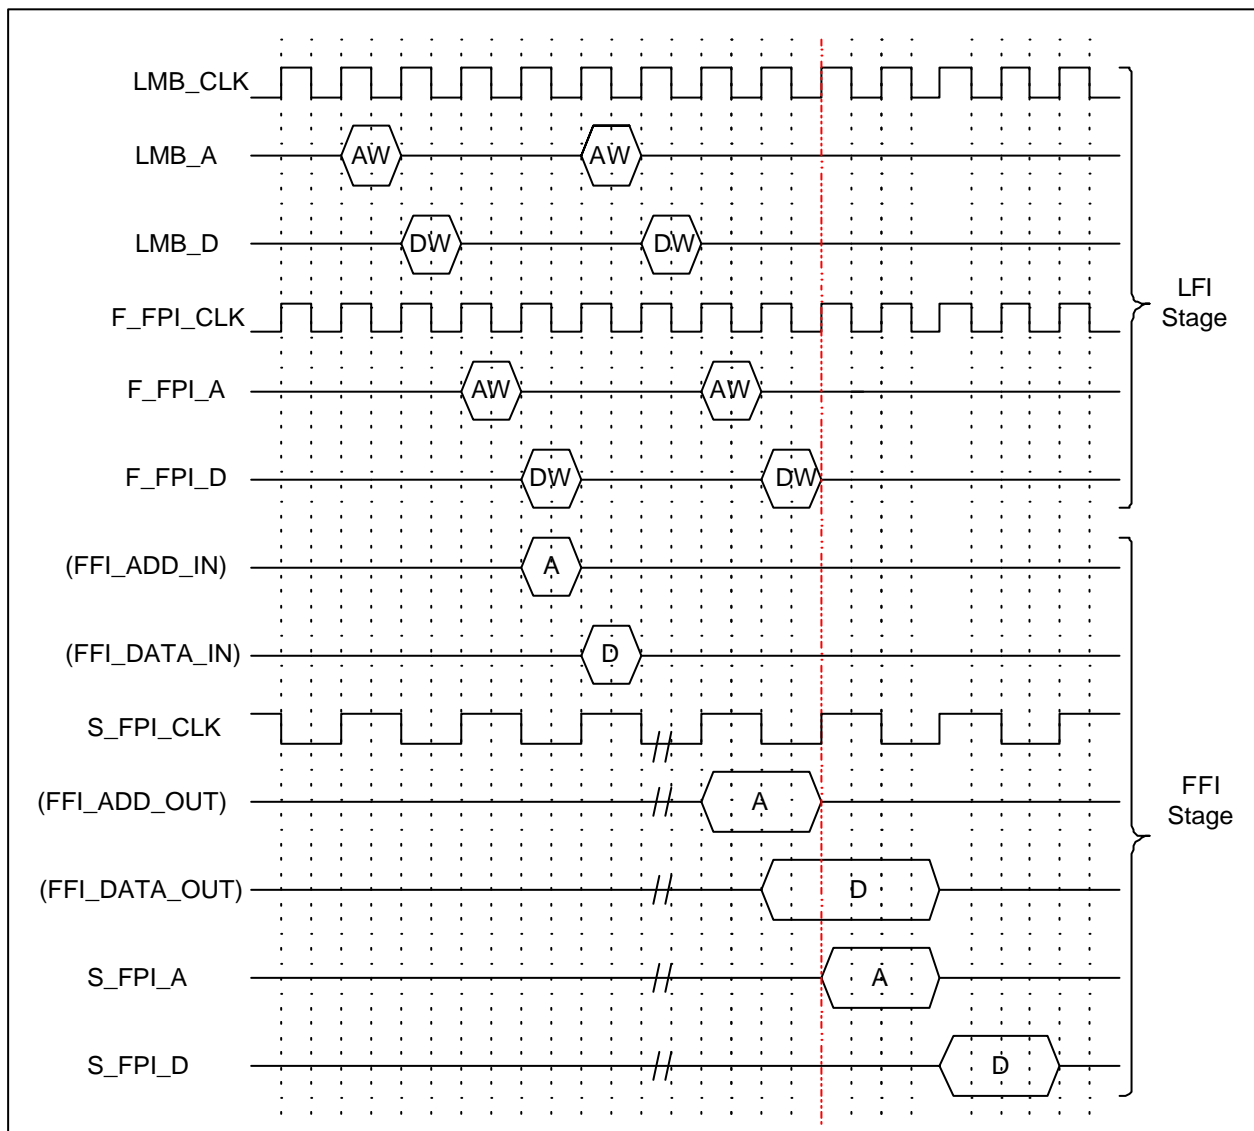 LMB_CLK
LMB_A
AW
AW
LMB_D
DW
DW
F_FPI_CLK
LFI
Stage
F_FPI_A
AW
AW
F_FPI_D
DW
DW
(FFI_ADD_IN)
A
(FFI_DATA_IN)
D
S_FPI_CLK
(FFI_ADD_OUT)
A
FFI
Stage
(FFI_DATA_OUT)
D
S_FPI_A
A
S_FPI_D
D